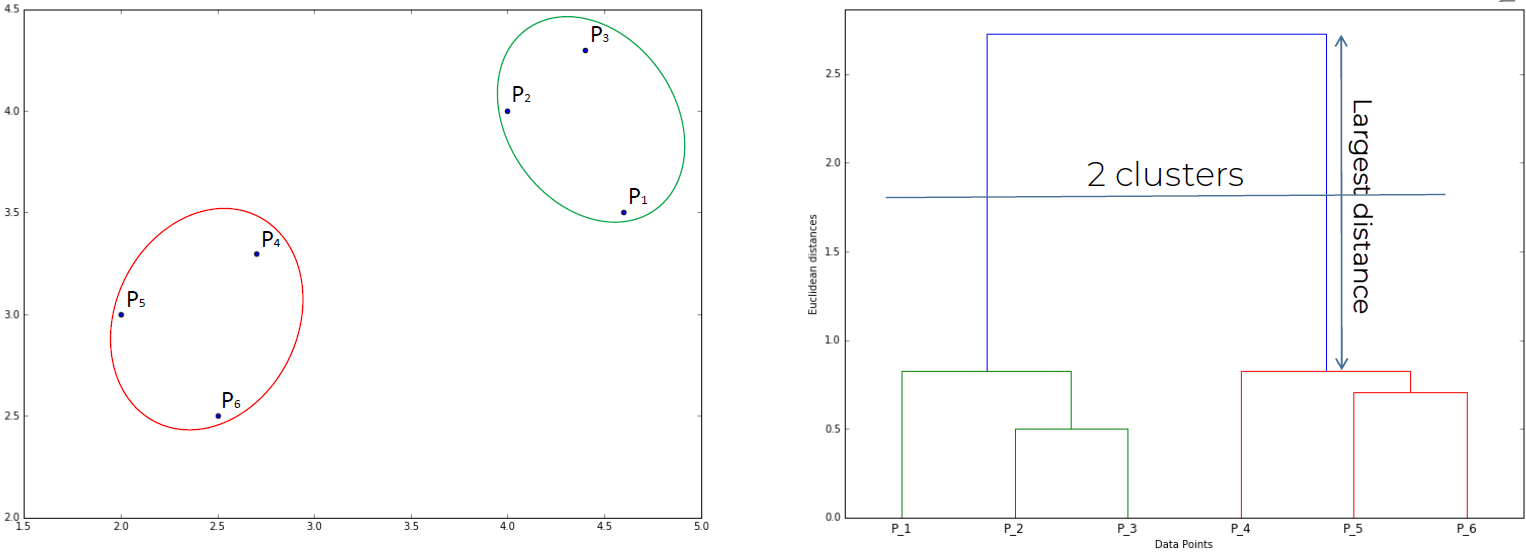 4.5
4.0
3.5
3.0
2.5
2.0
1.5
2.0
2.5
3.0
3.5
4.0
4.5
5.0
P3
P2
P1
P4
P5
P6
2.5
2.0
1.5
1.0
0.5
0.0
Euclidean distances
2 clusters
Largest distance
P_1
P_2
P_3
P_4
P_5
P_6
Data Points